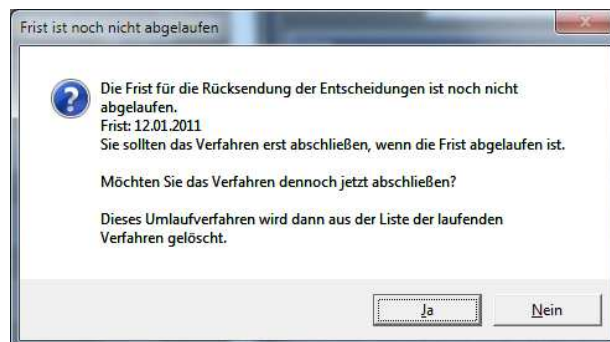 Frist ist noch nicht abgelaufen
Die Frist für die Rücksendung der Entscheidungen ist noch nicht
abgelaufen.
Frist: 12.01.2011
Sie sollten das Verfahren erst abschließen, wenn die Frist abgelaufen ist.
Möchten Sie das Verfahren dennoch jetzt abschließen?
Dieses Umlaufverfahren wird dann aus der Liste der laufenden
Verfahren gelöscht.
Ja
Nein